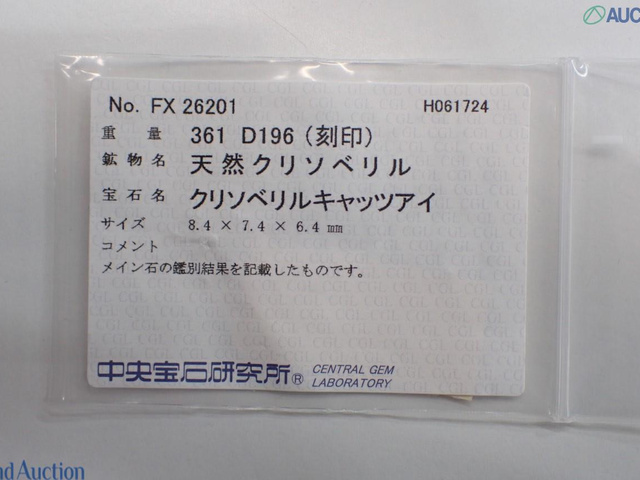 AUC
No. FX 26201 H061724
重量 361 D196 (刻印)
鉱物名 天然クリソベリル
宝石名 クリソベリルキャッツアイ
サイズ 8.4 × 7.4 × 6.4 mm
コメント
メイン石の鑑別結果を記載したものです。
中央宝石研究所® CENTRAL GEM
LABORATORY
nd Auction